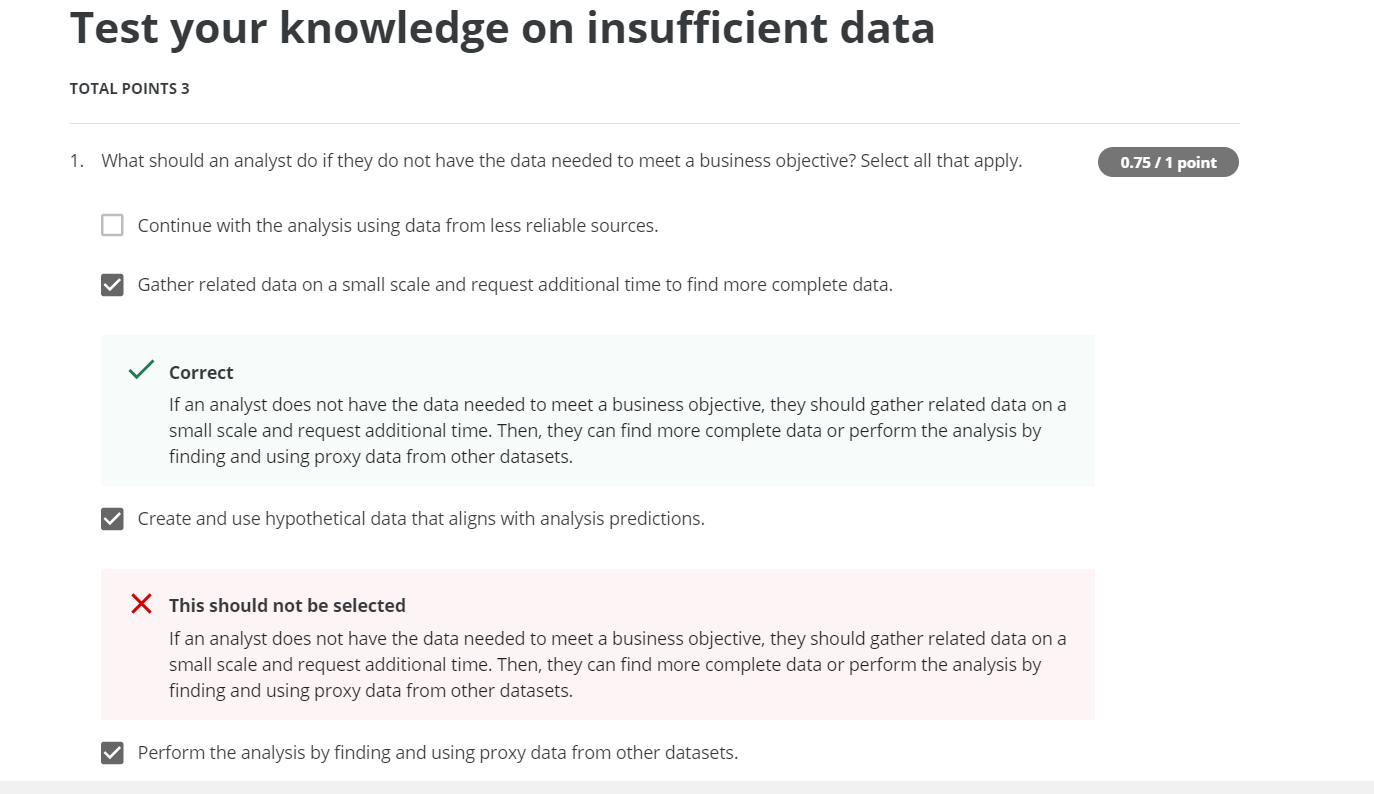 Test your knowledge on insufficient data
TOTAL POINTS 3
1. What should an analyst do if they do not have the data needed to meet a business objective? Select all that apply.
0.75 / 1 point
Continue with the analysis using data from less reliable sources.
Gather related data on a small scale and request additional time to find more complete data.
Correct
If an analyst does not have the data needed to meet a business objective, they should gather related data on a
small scale and request additional time. Then, they can find more complete data or perform the analysis by
finding and using proxy data from other datasets.
Create and use hypothetical data that aligns with analysis predictions.
This should not be selected
If an analyst does not have the data needed to meet a business objective, they should gather related data on a
small scale and request additional time. Then, they can find more complete data or perform the analysis by
finding and using proxy data from other datasets.
Perform the analysis by finding and using proxy data from other datasets.